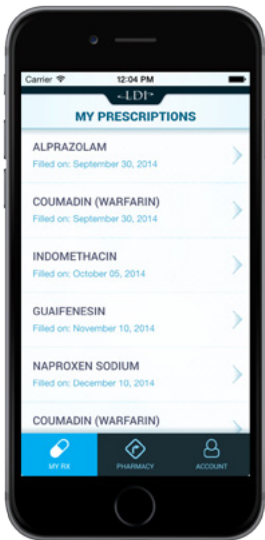 Carrier 12:04 PM
LDI
MY PRESCRIPTIONS
ALPRAZOLAM
Filled on: September 30, 2014
COUMADIN (WARFARIN)
Filled on: September 30, 2014
INDOMETHACIN
Filled on: October 05, 2014
GUAIFENESIN
Filled on: November 10, 2014
NAPROXEN SODIUM
Filled on: December 10, 2014
COUMADIN (WARFARIN)
MY RX PHARMACY ACCOUNT